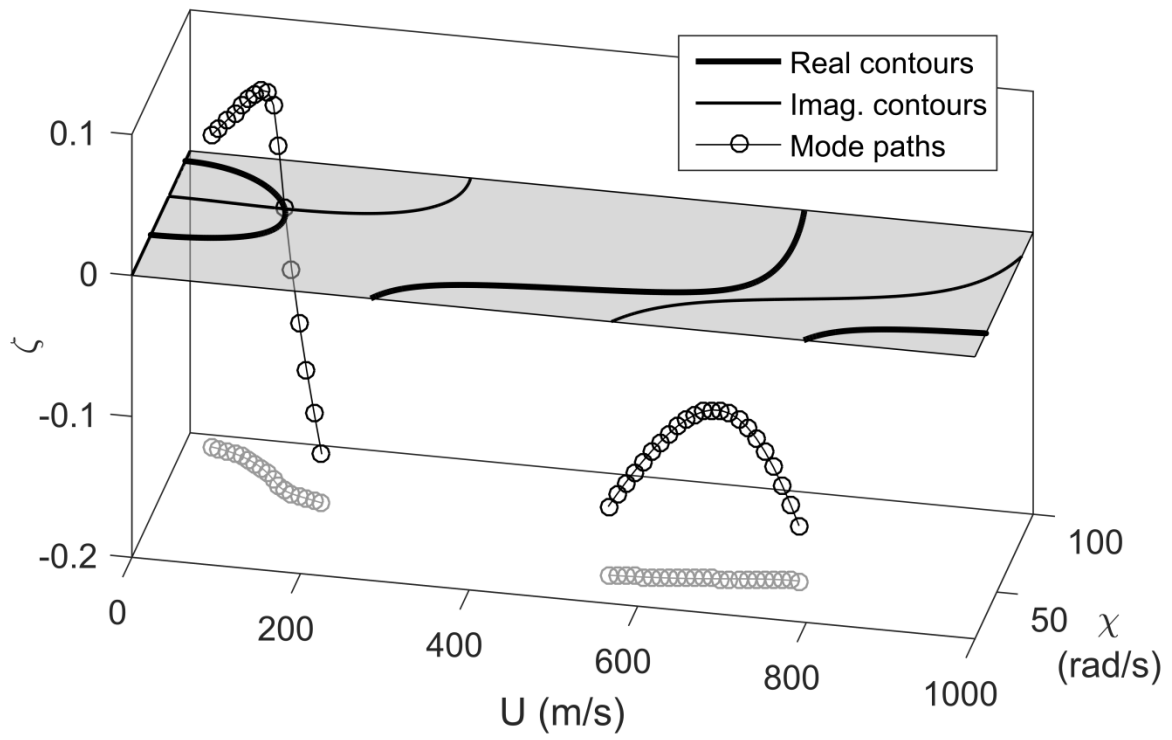 Real contours
Imag. contours
Mode paths
0.1
0
-0.1
-0.2
ζ
0
200
400
600
800
1000
U (m/s)
100
50
χ
(rad/s)